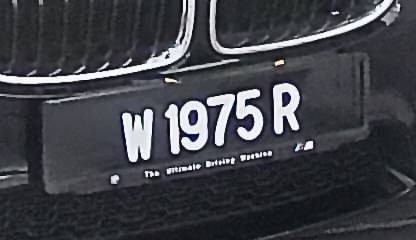 W 1975 R
The Ultimate Driving Machine